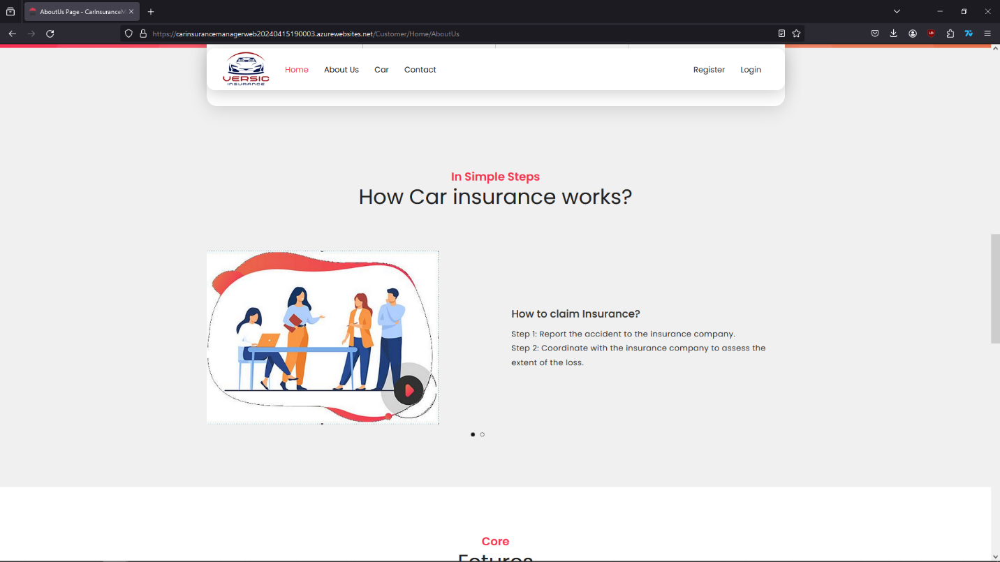 AboutUs Page - CarInsuranceM
https://carinsurancemanagerweb20240415190003.azurewebsites.net/Customer/Home/AboutUs
VERSIC
INSURANCE
Home
About Us
Car
Contact
Register
Login
In Simple Steps
How Car insurance works?
How to claim Insurance?
Step 1: Report the accident to the insurance company.
Step 2: Coordinate with the insurance company to assess the
extent of the loss.
Core
Fetures